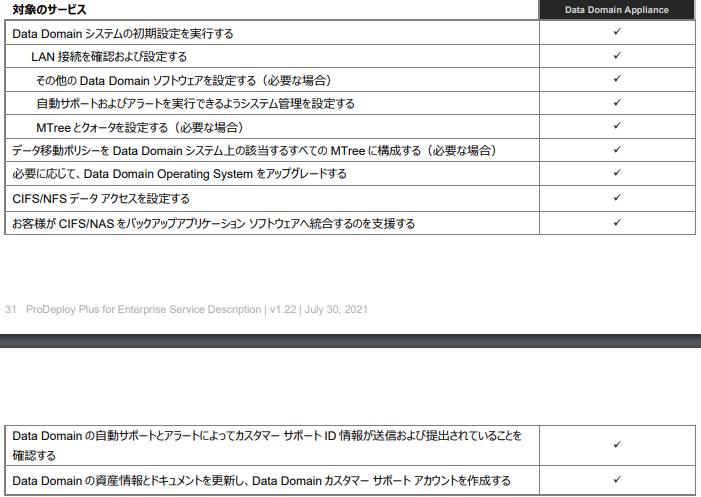 対象のサービス Data Domain Appliance
Data Domain システムの初期設定を実行する ✓
LAN 接続を確認および設定する ✓
その他の Data Domain ソフトウェアを設定する（必要な場合） ✓
自動サポートおよびアラートを実行できるようシステム管理を設定する ✓
MTree とクォータを設定する（必要な場合） ✓
データ移動ポリシーを Data Domain システム上の該当するすべての MTree に構成する（必要な場合） ✓
必要に応じて、Data Domain Operating System をアップグレードする ✓
CIFS/NFS データ アクセスを設定する ✓
お客様が CIFS/NAS をバックアップアプリケーション ソフトウェアへ統合するのを支援する ✓
31 ProDeploy Plus for Enterprise Service Description | v1.22 | July 30, 2021
Data Domain の自動サポートとアラートによってカスタマー サポート ID 情報が送信および提出されていることを
確認する ✓
Data Domain の資産情報とドキュメントを更新し、Data Domain カスタマー サポート アカウントを作成する ✓